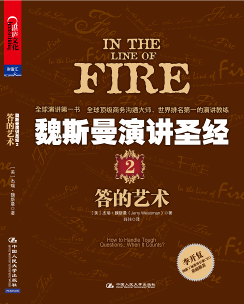 IN THE
LINE OF
FIRE
全球演讲第一书 全球顶级商务沟通大师、世界排名第一的演讲教练
魏斯曼演讲圣经
2
答的艺术
[美]杰瑞·魏斯曼 (Jerry Weissman) 著
How to Handle Tough
Questions...When It Counts?
李开复
中国人民大学出版社
魏斯曼演讲圣经2
答的艺术
[美]杰瑞·魏斯曼 著
中国人民大学出版社